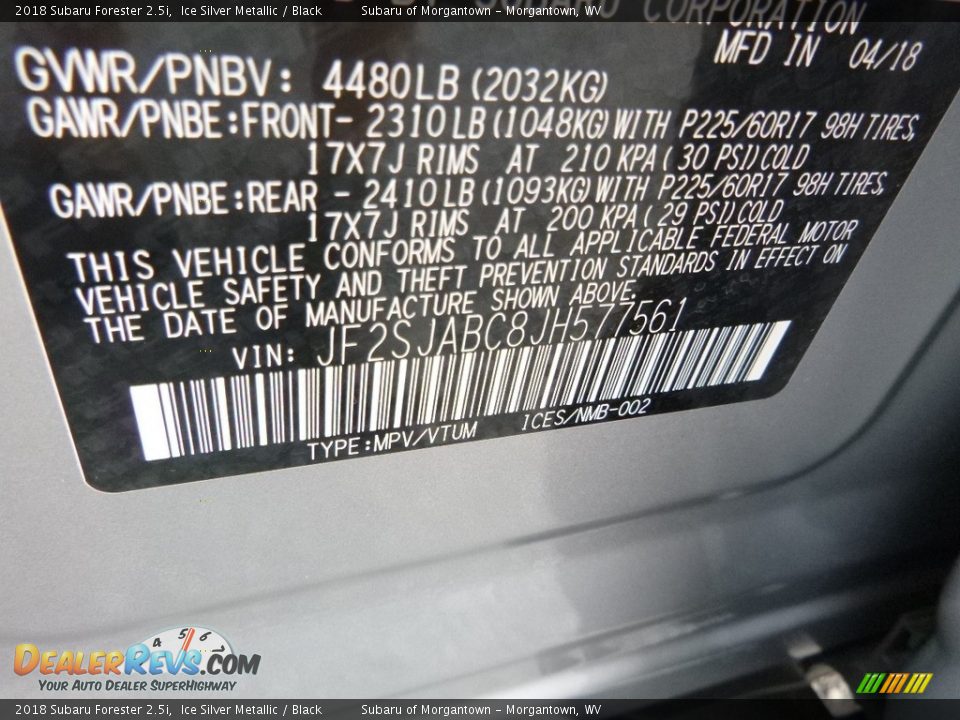 2018 Subaru Forester 2.5i, Ice Silver Metallic / Black Subaru of Morgantown - Morgantown, WV
CORPORATION
MFD IN 04/18
GVWR/PNBV: 4480LB (2032KG)
GAWR/PNBE:FRONT- 2310LB (1048KG) WITH P225/60R17 98H TIRES,
17X7J RIMS AT 210 KPA( 30 PSI) COLD
GAWR/PNBE:REAR - 2410LB (1093KG) WITH P225/60R17 98H TIRES,
17X7J RIMS AT 200 KPA( 29 PSI) COLD
THIS VEHICLE CONFORMS TO ALL APPLICABLE FEDERAL MOTOR
VEHICLE SAFETY AND THEFT PREVENTION STANDARDS IN EFFECT ON
THE DATE OF MANUFACTURE SHOWN ABOVE.
VIN: JF2SJABC8JH577561
TYPE:MPV/VTUM ICES/NMB-002
4 5 6
DEALERREVS.COM
YOUR AUTO DEALER SUPERHIGHWAY
2018 Subaru Forester 2.5i, Ice Silver Metallic / Black Subaru of Morgantown - Morgantown, WV